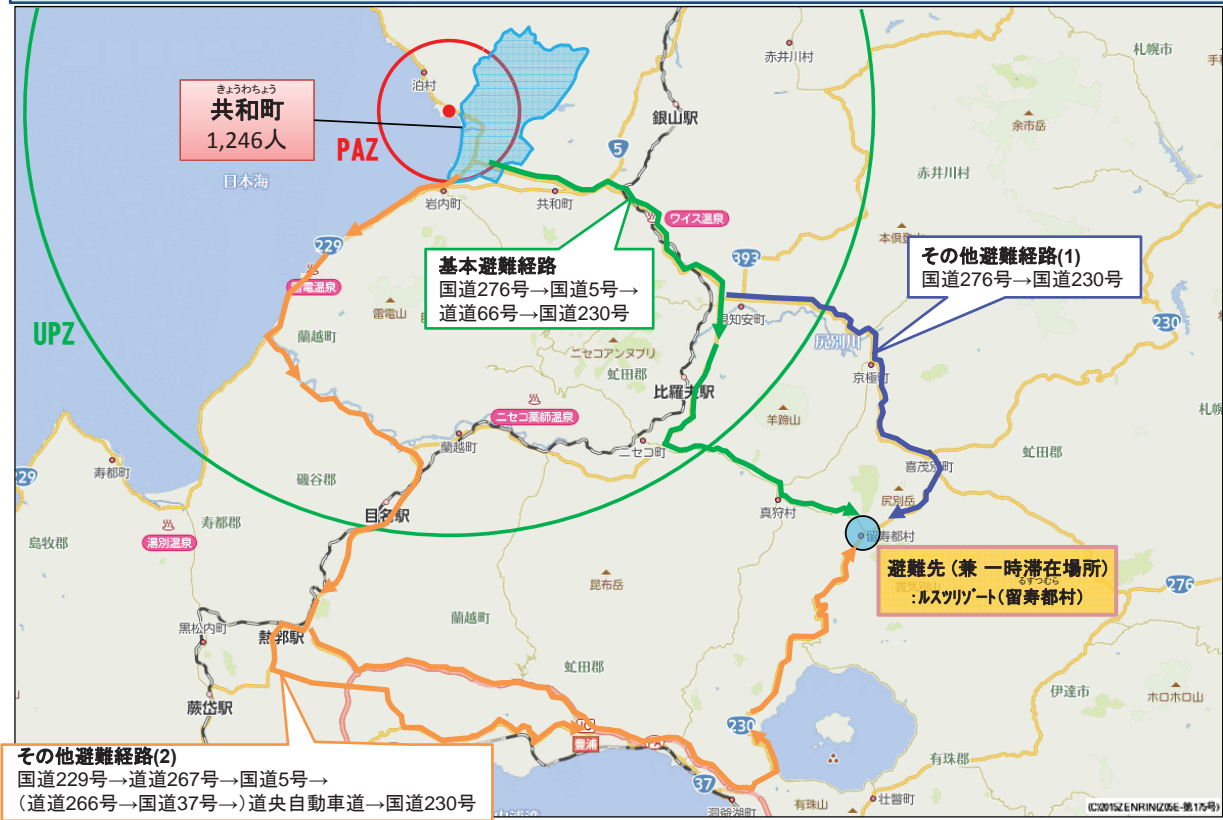 きょうわちょう
共和町
1,246人
泊村
PAZ
日本海
岩内町
共和町
銀山駅
5
赤井川村
札幌市
余市岳
赤井川村
ワイス温泉
本倶登山
393
229
雷電温泉
雷電山
蘭越町
UPZ
基本避難経路
国道276号→国道5号→
道道66号→国道230号
その他避難経路(1)
国道276号→国道230号
230
倶知安町
尻別川
京極町
ニセコアンヌプリ
虻田郡
比羅夫駅
羊蹄山
ニセコ薬師温泉
蘭越町
ニセコ町
喜茂別町
虻田郡
尻別岳
真狩村
留寿都村
229
寿都町
磯谷郡
目名駅
寿都郡
湯別温泉
島牧郡
避難先(兼 一時滞在場所)
るすつむら
:ルスツリゾート(留寿都村)
276
昆布岳
蘭越町
黒松内町
熱郛駅
虻田郡
蕨岱駅
伊達市
ホロホロ山
230
豊浦
有珠郡
37
洞爺湖町
有珠山
壮瞥町
その他避難経路(2)
国道229号→道道267号→国道5号→
(道道266号→国道37号→)道央自動車道→国道230号
(C)2015ZENRIN(Z05E-第175号)